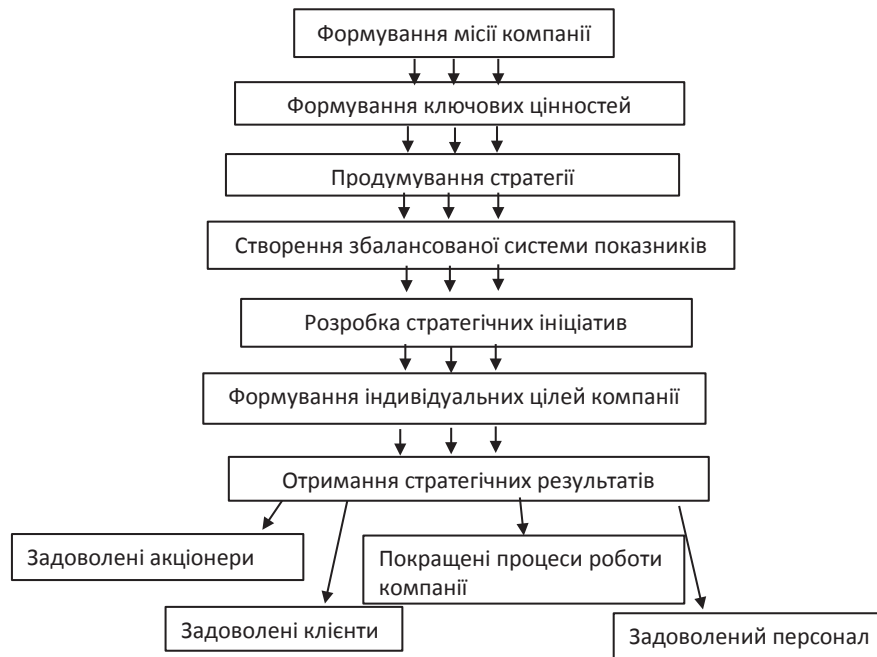 Формування місії компанії
Формування ключових цінностей
Продумування стратегії
Створення збалансованої системи показників
Розробка стратегічних ініціатив
Формування індивідуальних цілей компанії
Отримання стратегічних результатів
Задоволені акціонери
Покращені процеси роботи
компанії
Задоволені клієнти
Задоволений персонал